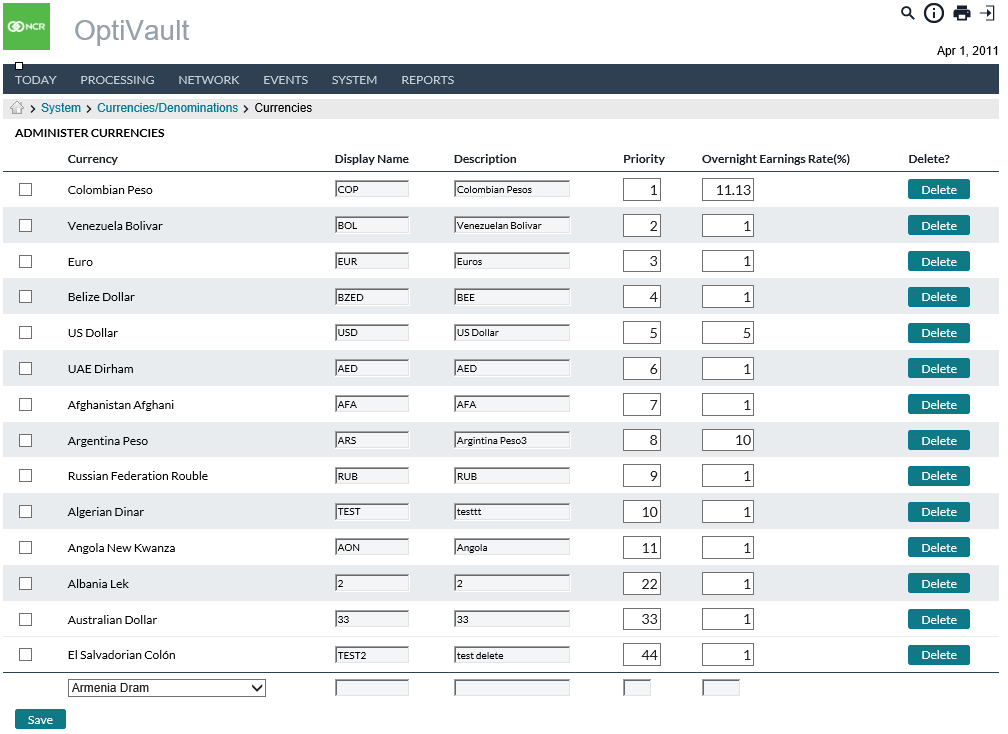 NCR
OptiVault
Apr 1, 2011
TODAY PROCESSING NETWORK EVENTS SYSTEM REPORTS
> System > Currencies/Denominations > Currencies
ADMINISTER CURRENCIES
Currency Display Name Description Priority Overnight Earnings Rate(%) Delete?
Colombian Peso COP Colombian Pesos 1 11.13 Delete
Venezuela Bolivar BOL Venezuelan Bolivar 2 1 Delete
Euro EUR Euros 3 1 Delete
Belize Dollar BZED BEE 4 1 Delete
US Dollar USD US Dollar 5 5 Delete
UAE Dirham AED AED 6 1 Delete
Afghanistan Afghani AFA AFA 7 1 Delete
Argentina Peso ARS Argintina Peso3 8 10 Delete
Russian Federation Rouble RUB RUB 9 1 Delete
Algerian Dinar TEST testtt 10 1 Delete
Angola New Kwanza AON Angola 11 1 Delete
Albania Lek 2 2 22 1 Delete
Australian Dollar 33 33 33 1 Delete
El Salvadorian Colón TEST2 test delete 44 1 Delete
Armenia Dram
Save